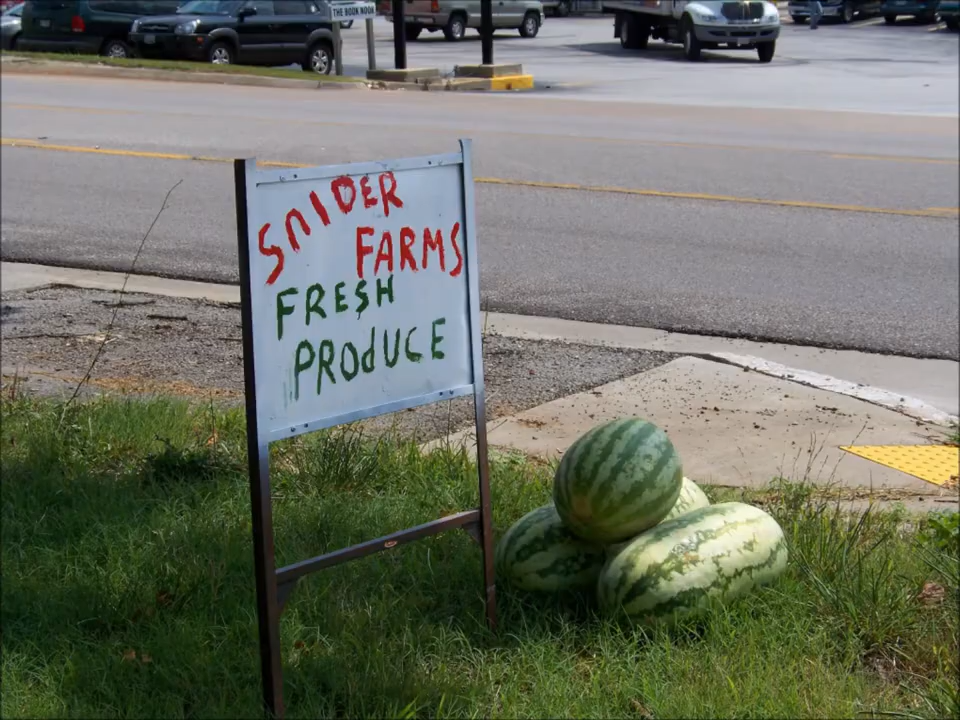 THE BOOK NOOK
SNIDER
FARMS
FRESH
PRODUCE